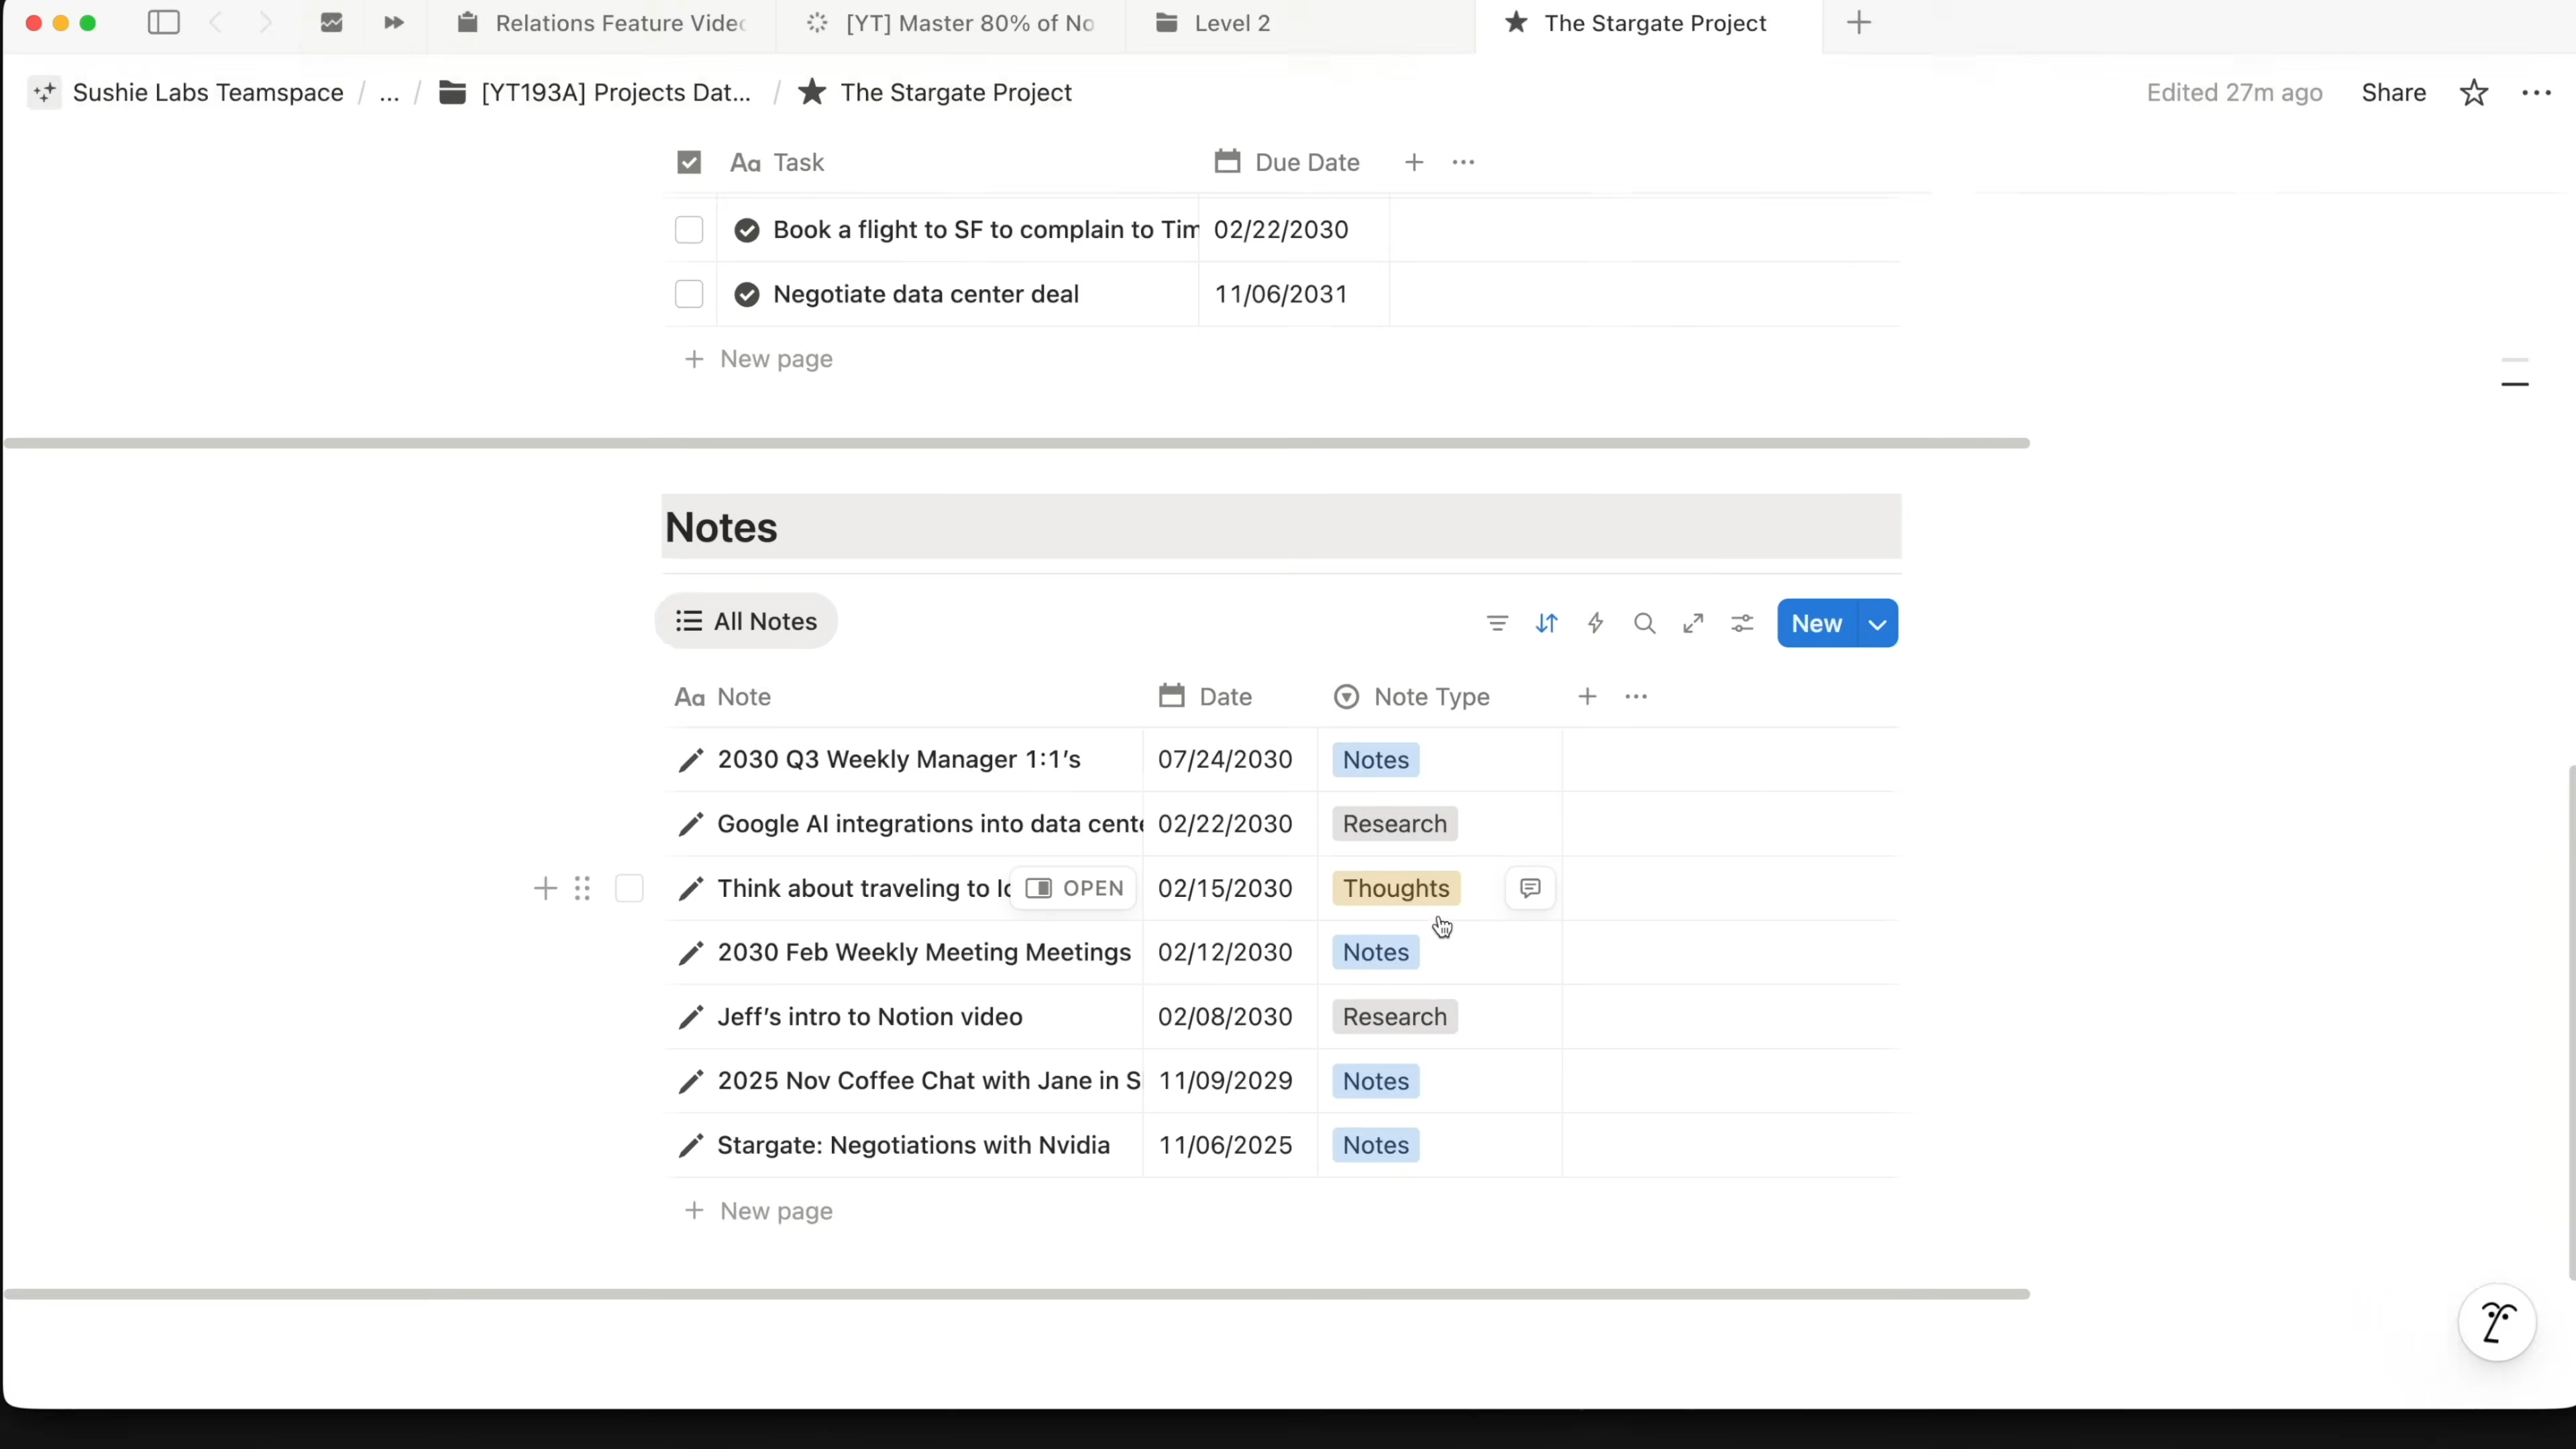 Relations Feature Videc
[YT] Master 80% of No
Level 2
The Stargate Project
Sushie Labs Teamspace / ... / [YT193A] Projects Dat... / The Stargate Project
Edited 27m ago Share
Aa Task Due Date
Book a flight to SF to complain to Tim 02/22/2030
Negotiate data center deal 11/06/2031
+ New page
Notes
All Notes
New
Aa Note Date Note Type
2030 Q3 Weekly Manager 1:1's 07/24/2030 Notes
Google AI integrations into data cente 02/22/2030 Research
Think about traveling to Ic OPEN 02/15/2030 Thoughts
2030 Feb Weekly Meeting Meetings 02/12/2030 Notes
Jeff's intro to Notion video 02/08/2030 Research
2025 Nov Coffee Chat with Jane in S 11/09/2029 Notes
Stargate: Negotiations with Nvidia 11/06/2025 Notes
+ New page